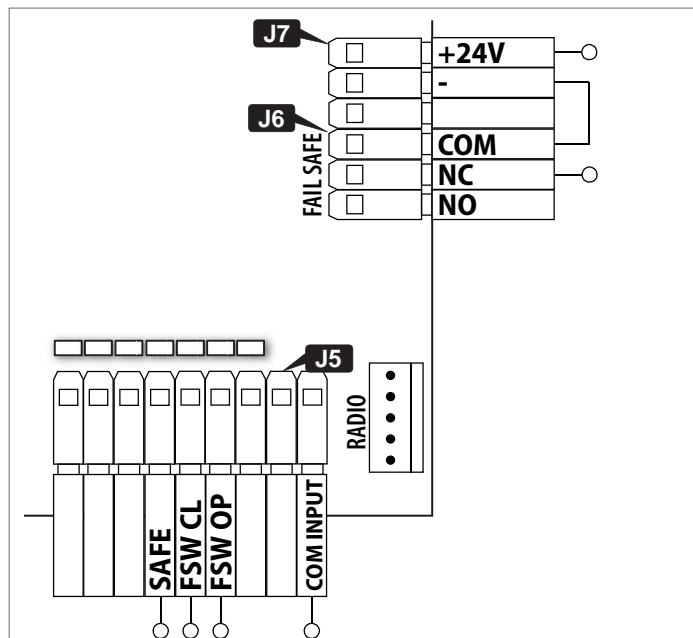 J7
+24V
-
J6
COM
FAIL SAFE
NC
NO
J5
RADIO
SAFE
FSW CL
FSW OP
COM INPUT